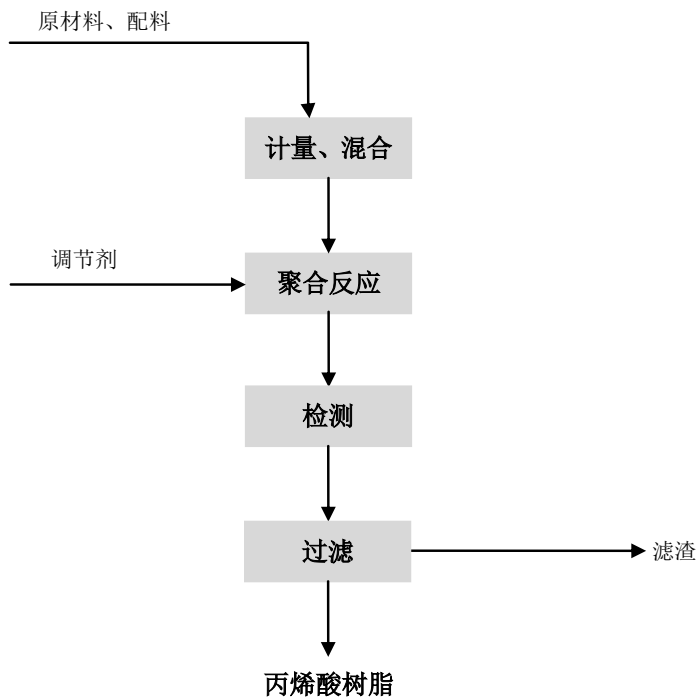 原材料、配料
计量、混合
调节剂
聚合反应
检测
过滤
滤渣
丙烯酸树脂